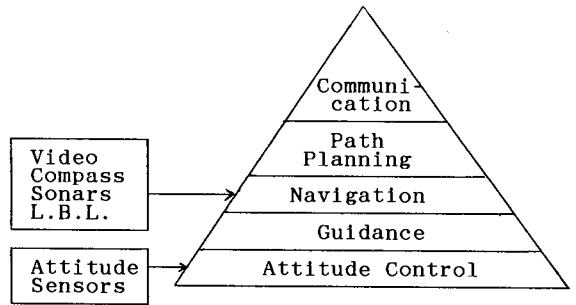 Communi-
cation
Path
Planning
Navigation
Guidance
Attitude Control
Video
Compass
Sonars
L.B.L.
Attitude
Sensors